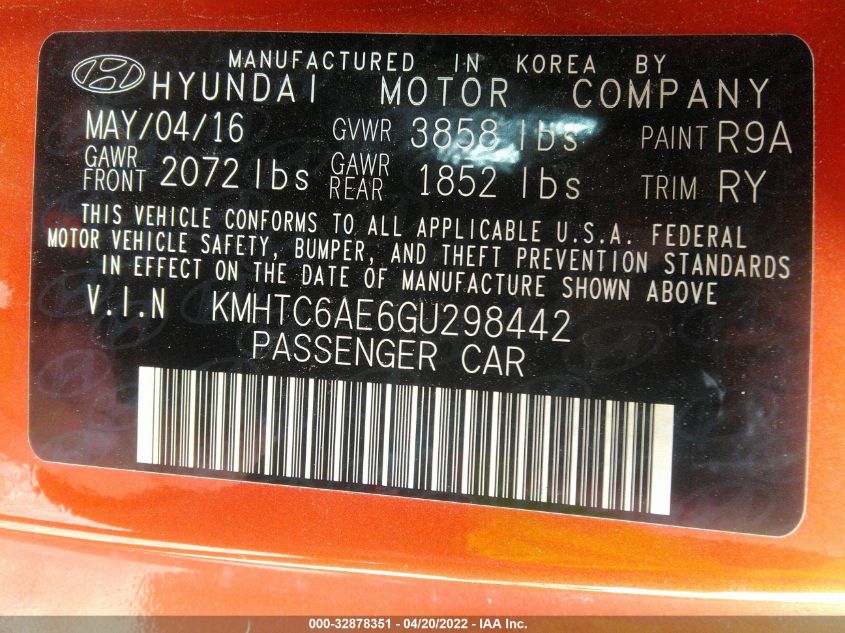 MANUFACTURED IN KOREA BY
HYUNDAI MOTOR COMPANY
MAY/04/16 GVWR 3858 lbs PAINT R9A
GAWR FRONT 2072 lbs GAWR REAR 1852 lbs TRIM RY
THIS VEHICLE CONFORMS TO ALL APPLICABLE U.S.A. FEDERAL
MOTOR VEHICLE SAFETY, BUMPER, AND THEFT PREVENTION STANDARDS
IN EFFECT ON THE DATE OF MANUFACTURE SHOWN ABOVE
V.I.N KMHTC6AE6GU298442
PASSENGER CAR
000-32878351 - 04/20/2022 - IAA Inc.